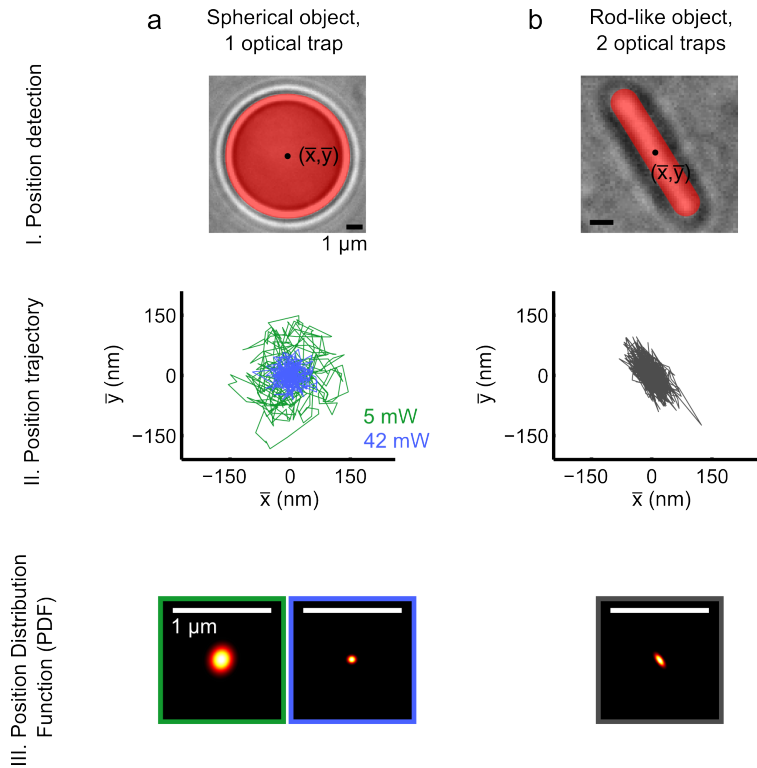 a
Spherical object,
1 optical trap
b
Rod-like object,
2 optical traps
I. Position detection
(x̅,y̅)
1 μm
(x̅,y̅)
II. Position trajectory
y̅ (nm)
150
0
−150
5 mW
42 mW
−150
0
150
x̅ (nm)
y̅ (nm)
150
0
−150
−150
0
150
x̅ (nm)
III. Position Distribution
Function (PDF)
1 μm